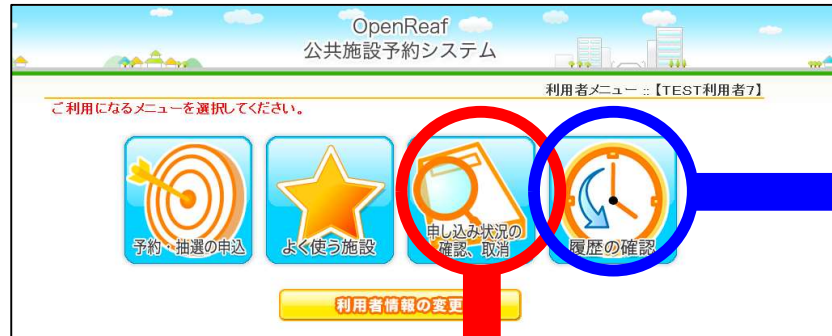 OpenReaf
公共施設予約システム
利用者メニュー ::【TEST利用者7】
ご利用になるメニューを選択してください。
予約・抽選の申込
よく使う施設
申し込み状況の
確認、取消
履歴の確認
利用者情報の変更